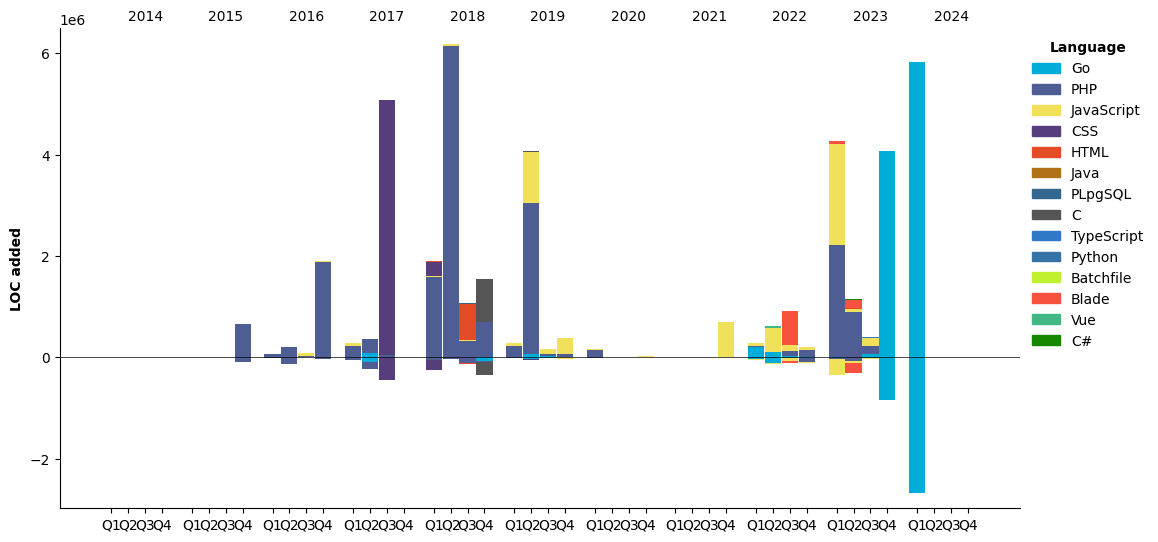 1e6
2014 2015 2016 2017 2018 2019 2020 2021 2022 2023 2024
Language
Go
PHP
JavaScript
CSS
HTML
Java
PLpgSQL
C
TypeScript
Python
Batchfile
Blade
Vue
C#
LOC added
6
4
2
0
−2
Q1Q2Q3Q4 Q1Q2Q3Q4 Q1Q2Q3Q4 Q1Q2Q3Q4 Q1Q2Q3Q4 Q1Q2Q3Q4 Q1Q2Q3Q4 Q1Q2Q3Q4 Q1Q2Q3Q4 Q1Q2Q3Q4 Q1Q2Q3Q4